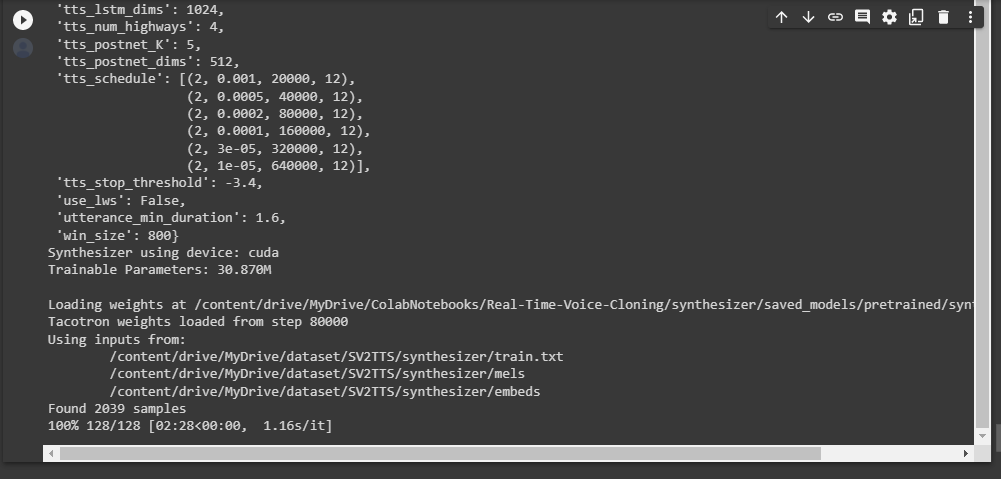 'tts_lstm_dims': 1024,
'tts_num_highways': 4,
'tts_postnet_K': 5,
'tts_postnet_dims': 512,
'tts_schedule': [(2, 0.001, 20000, 12),
(2, 0.0005, 40000, 12),
(2, 0.0002, 80000, 12),
(2, 0.0001, 160000, 12),
(2, 3e-05, 320000, 12),
(2, 1e-05, 640000, 12)],
'tts_stop_threshold': -3.4,
'use_lws': False,
'utterance_min_duration': 1.6,
'win_size': 800}
Synthesizer using device: cuda
Trainable Parameters: 30.870M
Loading weights at /content/drive/MyDrive/ColabNotebooks/Real-Time-Voice-Cloning/synthesizer/saved_models/pretrained/syn
Tacotron weights loaded from step 80000
Using inputs from:
/content/drive/MyDrive/dataset/SV2TTS/synthesizer/train.txt
/content/drive/MyDrive/dataset/SV2TTS/synthesizer/mels
/content/drive/MyDrive/dataset/SV2TTS/synthesizer/embeds
Found 2039 samples
100% 128/128 [02:28<00:00,  1.16s/it]